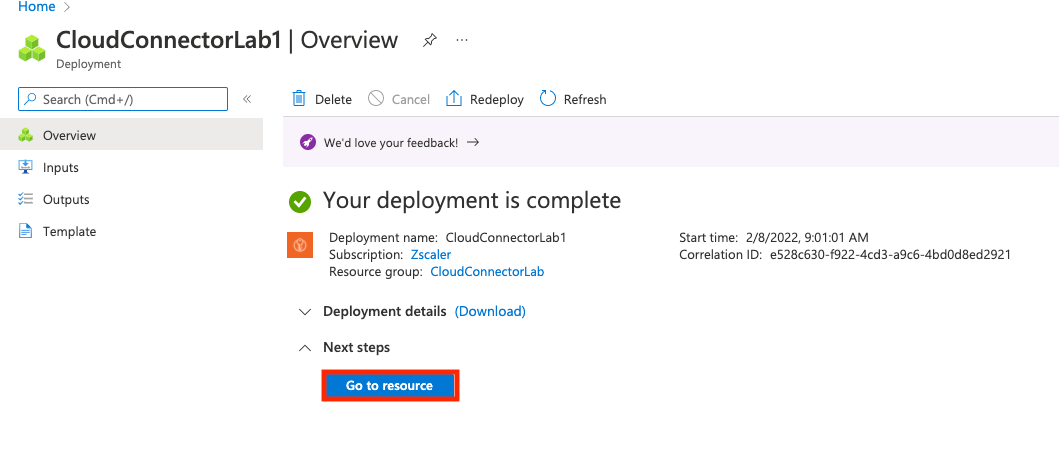 Home >
CloudConnectorLab1 | Overview ...
Deployment
Search (Cmd+/) «
Overview
Inputs
Outputs
Template
Delete Cancel Redeploy Refresh
We'd love your feedback! →
Your deployment is complete
Deployment name: CloudConnectorLab1
Subscription: Zscaler
Resource group: CloudConnectorLab
Start time: 2/8/2022, 9:01:01 AM
Correlation ID: e528c630-f922-4cd3-a9c6-4bd0d8ed2921
Deployment details (Download)
Next steps
Go to resource